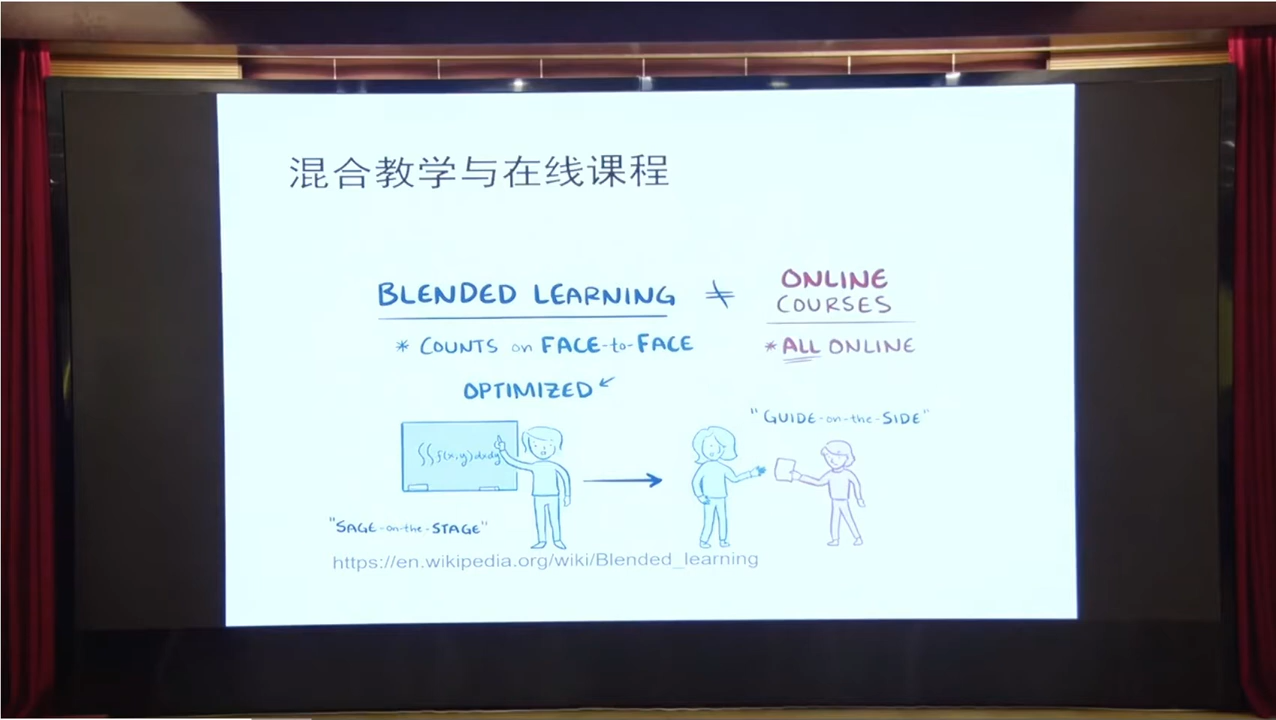 混合教学与在线课程
BLENDED LEARNING ≠ ONLINE COURSES
* COUNTS on FACE-to-FACE
* ALL ONLINE
OPTIMIZED
"GUIDE-on-the-SIDE"
∫∫f(x,y)dxdy
"SAGE-on-the-STAGE"
https://en.wikipedia.org/wiki/Blended_learning